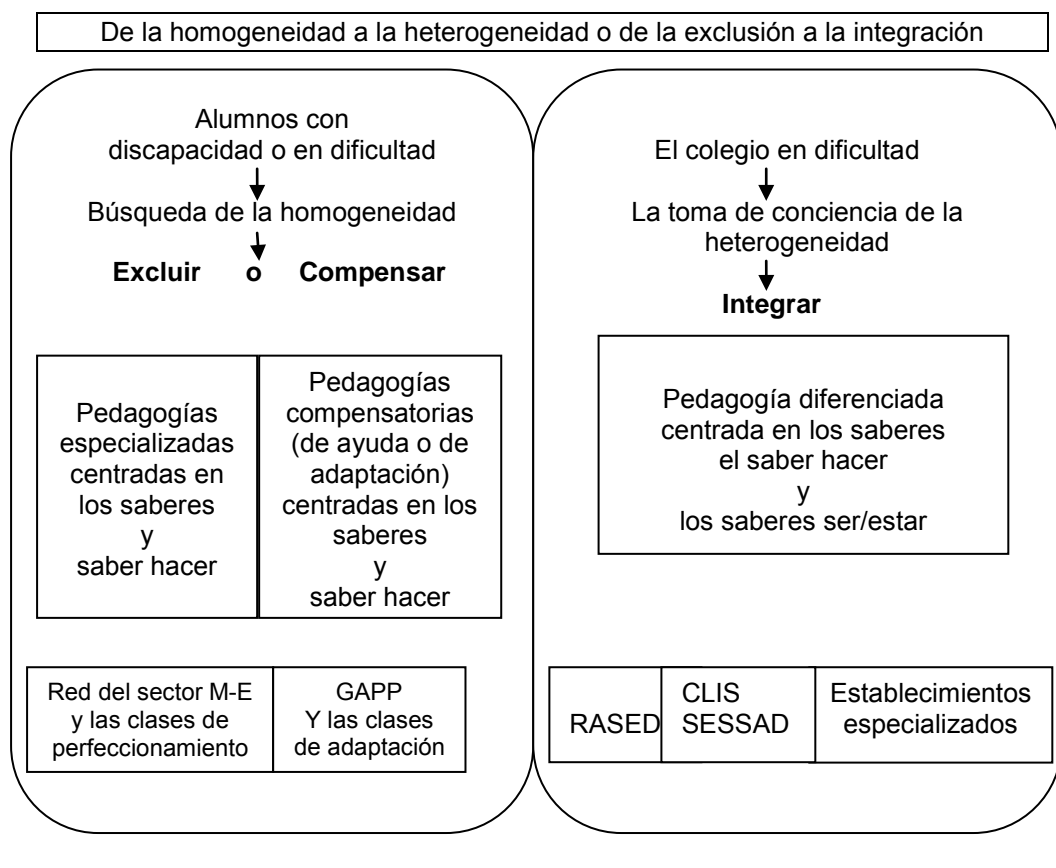 De la homogeneidad a la heterogeneidad o de la exclusión a la integración
Alumnos con
discapacidad o en dificultad
Búsqueda de la homogeneidad
Excluir o Compensar
Pedagogías
especializadas
centradas en
los saberes
y
saber hacer
Pedagogías
compensatorias
(de ayuda o de
adaptación)
centradas en los
saberes
y
saber hacer
Red del sector M-E
y las clases de
perfeccionamiento
GAPP
Y las clases
de adaptación
El colegio en dificultad
La toma de conciencia de la
heterogeneidad
Integrar
Pedagogía diferenciada
centrada en los saberes
el saber hacer
y
los saberes ser/estar
RASED
CLIS
SESSAD
Establecimientos
especializados